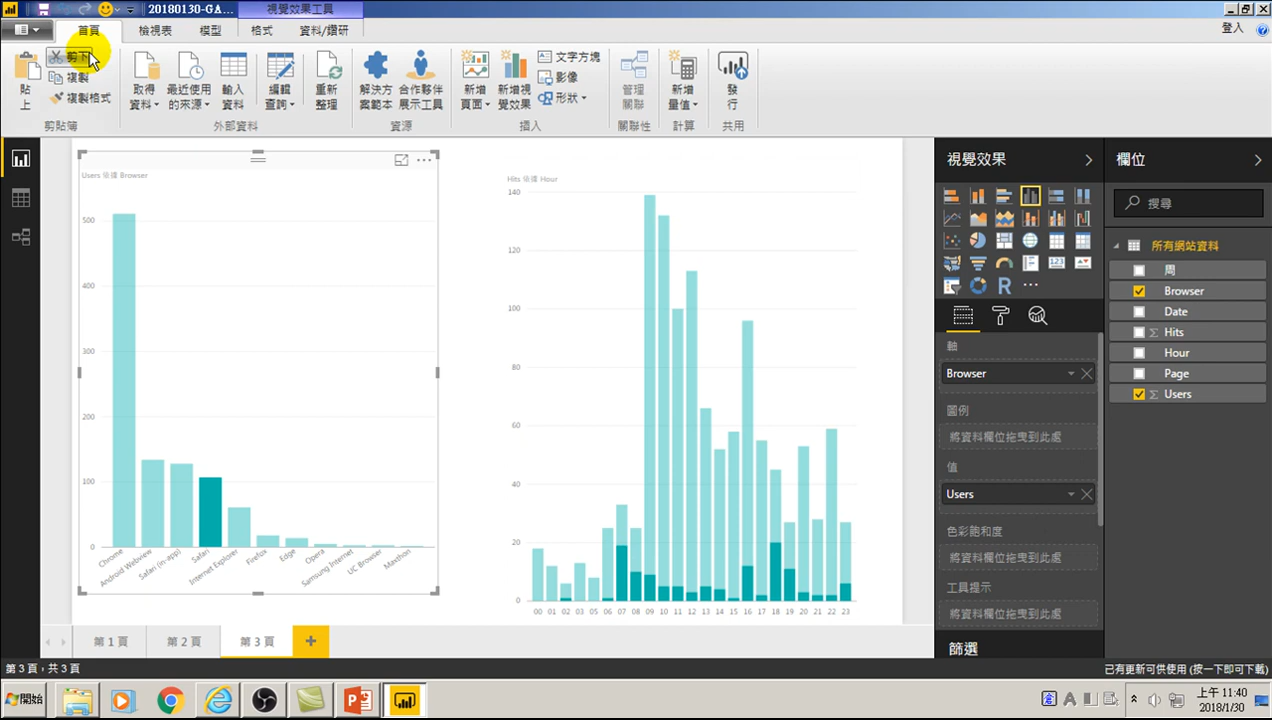 20180130-GA...
視覺效果工具
首頁
檢視表
模型
格式
資料/鑽研
登入
貼上
剪下
複製
複製格式
剪貼簿
取得資料
最近使用的來源
輸入資料
編輯查詢
重新整理
外部資料
解決方案範本
合作夥伴展示工具
資源
新增頁面
新增視覺效果
文字方塊
影像
形狀
插入
管理關聯
關聯性
新增量值
計算
發行
共用
Users 依據 Browser
500
400
300
200
100
0
Chrome
Android Webview
Safari (in-app)
Safari
Internet Explorer
Firefox
Edge
Opera
Samsung Internet
UC Browser
Maxthon
Hits 依據 Hour
140
120
100
80
60
40
20
0
00 01 02 03 05 06 07 08 09 10 11 12 13 14 15 16 17 18 19 20 21 22 23
視覺效果
R
123
軸
Browser
圖例
將資料欄位拖曳到此處
值
Users
色彩飽和度
將資料欄位拖曳到此處
工具提示
將資料欄位拖曳到此處
篩選
欄位
搜尋
所有網站資料
周
Browser
Date
Σ Hits
Hour
Page
Σ Users
第 1 頁
第 2 頁
第 3 頁
+
第 3 頁，共 3 頁
已有更新可供使用 (按一下即可下載)
開始
上午 11:40
2018/1/30